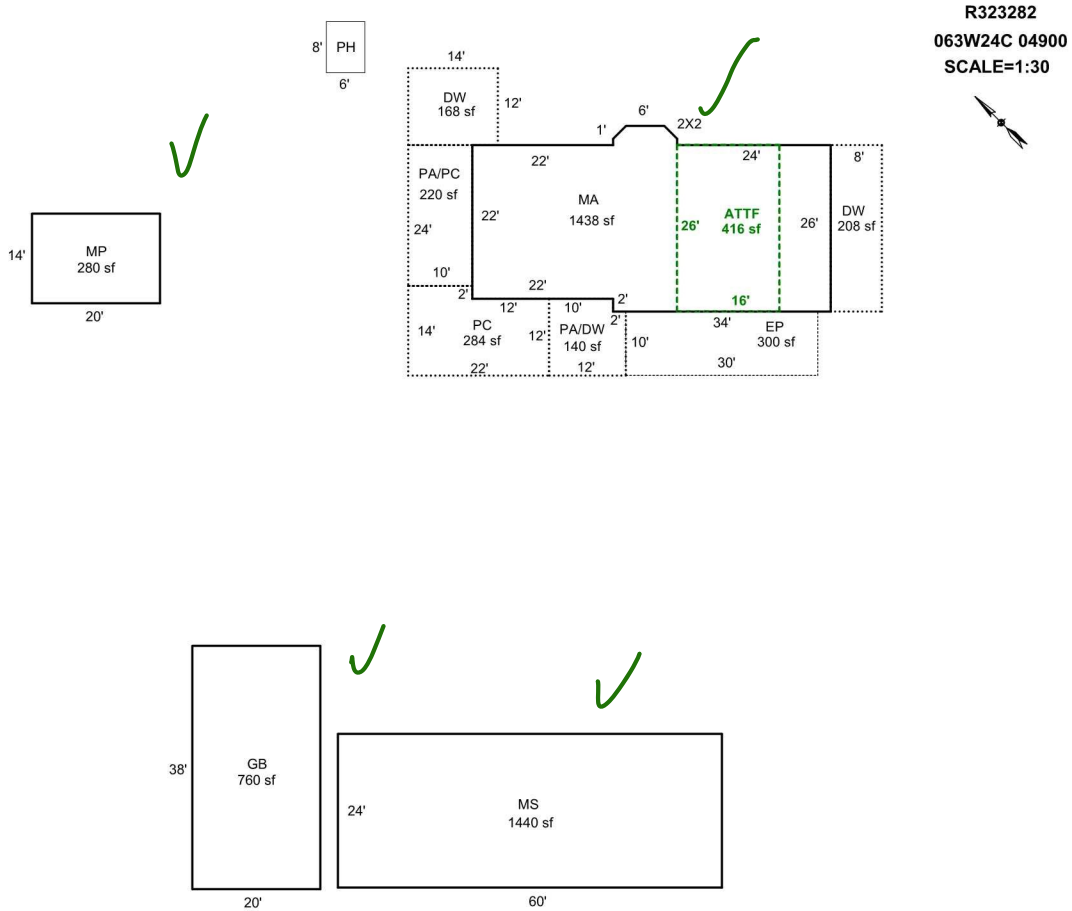 R323282
063W24C 04900
SCALE=1:30
8'
PH
6'
14'
DW
168 sf
12'
6'
1'
2X2
22'
24'
8'
PA/PC
220 sf
24'
10'
22'
MA
1438 sf
26'
ATTF
416 sf
26'
DW
208 sf
14'
MP
280 sf
20'
22'
16'
2'
12'
10'
2'
2'
34'
14'
PC
284 sf
12'
PA/DW
140 sf
10'
EP
300 sf
22'
12'
30'
38'
GB
760 sf
20'
24'
MS
1440 sf
60'